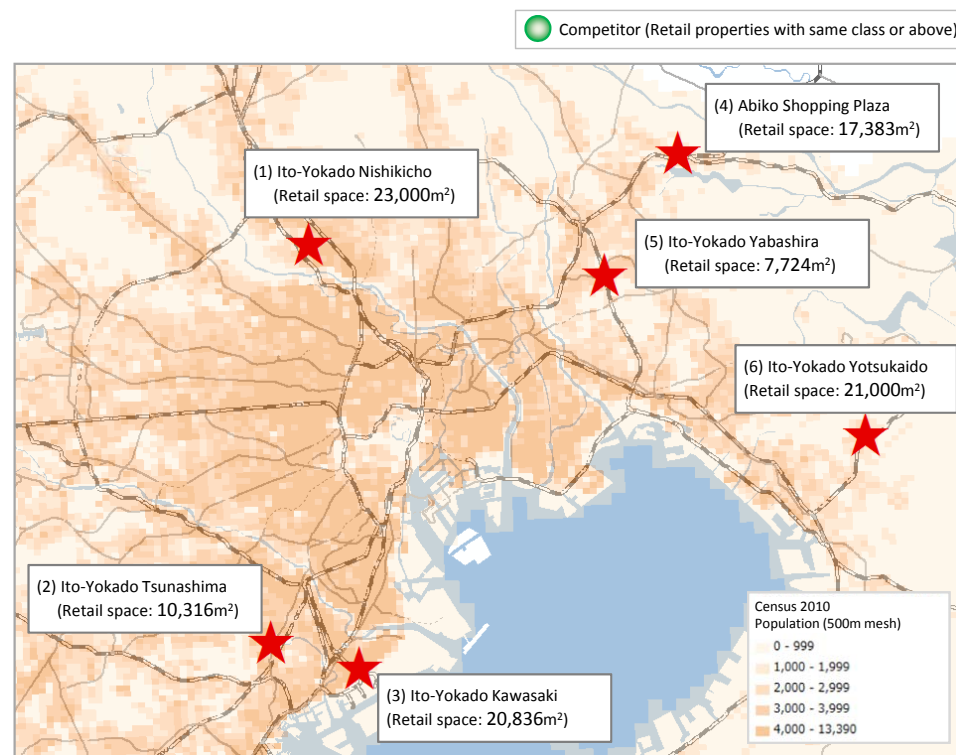 Competitor (Retail properties with same class or above)
(4) Abiko Shopping Plaza
(Retail space: 17,383m²)
(1) Ito-Yokado Nishikicho
(Retail space: 23,000m²)
(5) Ito-Yokado Yabashira
(Retail space: 7,724m²)
(6) Ito-Yokado Yotsukaido
(Retail space: 21,000m²)
(2) Ito-Yokado Tsunashima
(Retail space: 10,316m²)
(3) Ito-Yokado Kawasaki
(Retail space: 20,836m²)
Census 2010
Population (500m mesh)
0 - 999
1,000 - 1,999
2,000 - 2,999
3,000 - 3,999
4,000 - 13,390